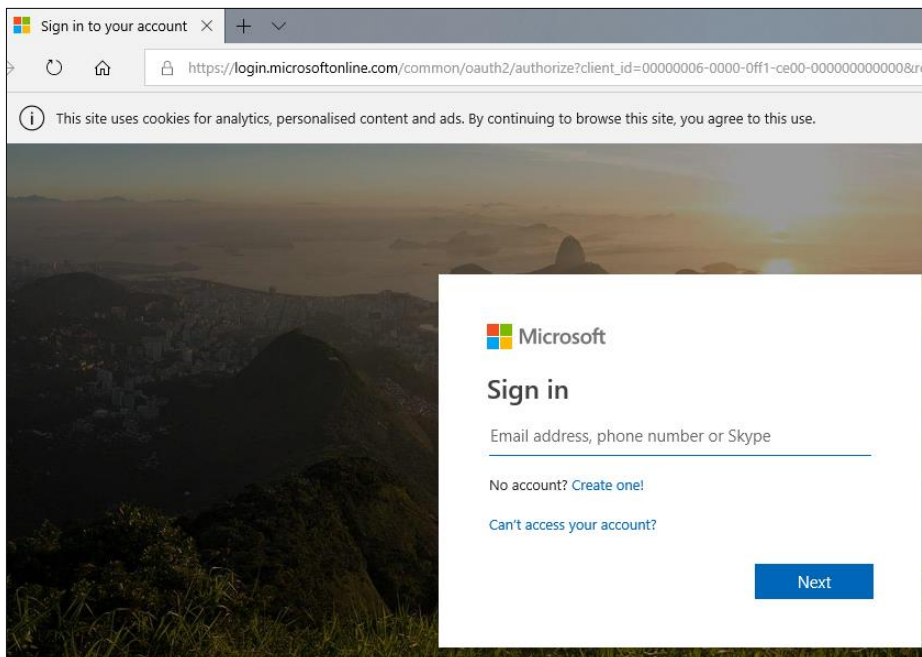 Sign in to your account
https://login.microsoftonline.com/common/oauth2/authorize?client_id=00000006-0000-0ff1-ce00-000000000000&re
This site uses cookies for analytics, personalised content and ads. By continuing to browse this site, you agree to this use.
Microsoft
Sign in
Email address, phone number or Skype
No account? Create one!
Can't access your account?
Next